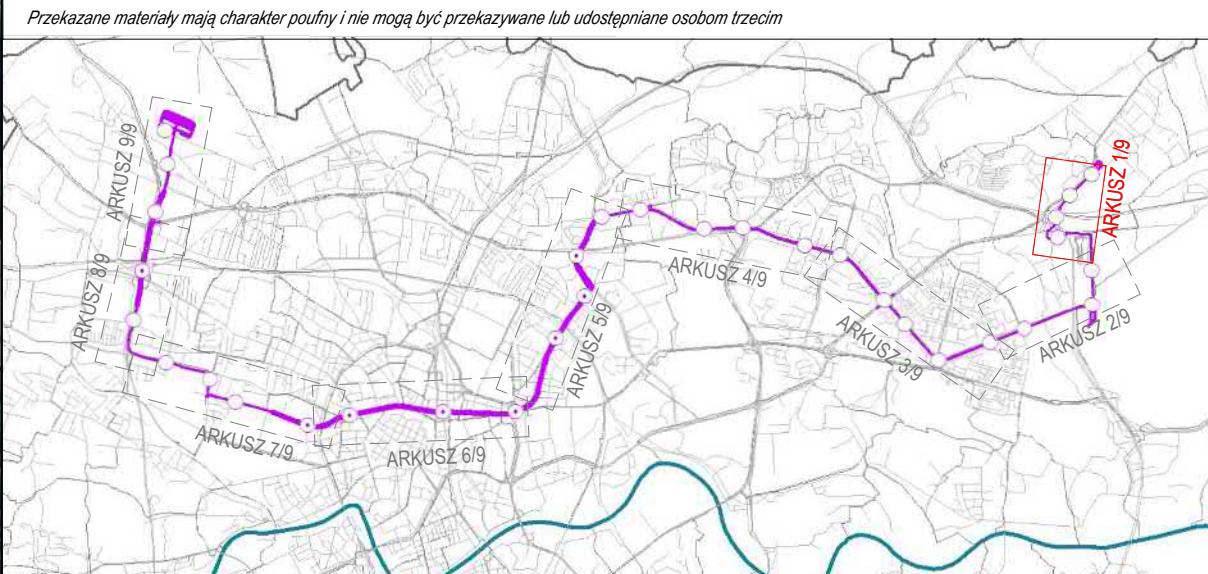 Przekazane materiały mają charakter poufny i nie mogą być przekazywane lub udostępniane osobom trzecim
ARKUSZ 9/9
ARKUSZ 8/9
ARKUSZ 7/9
ARKUSZ 6/9
ARKUSZ 5/9
ARKUSZ 4/9
ARKUSZ 3/9
ARKUSZ 2/9
ARKUSZ 1/9